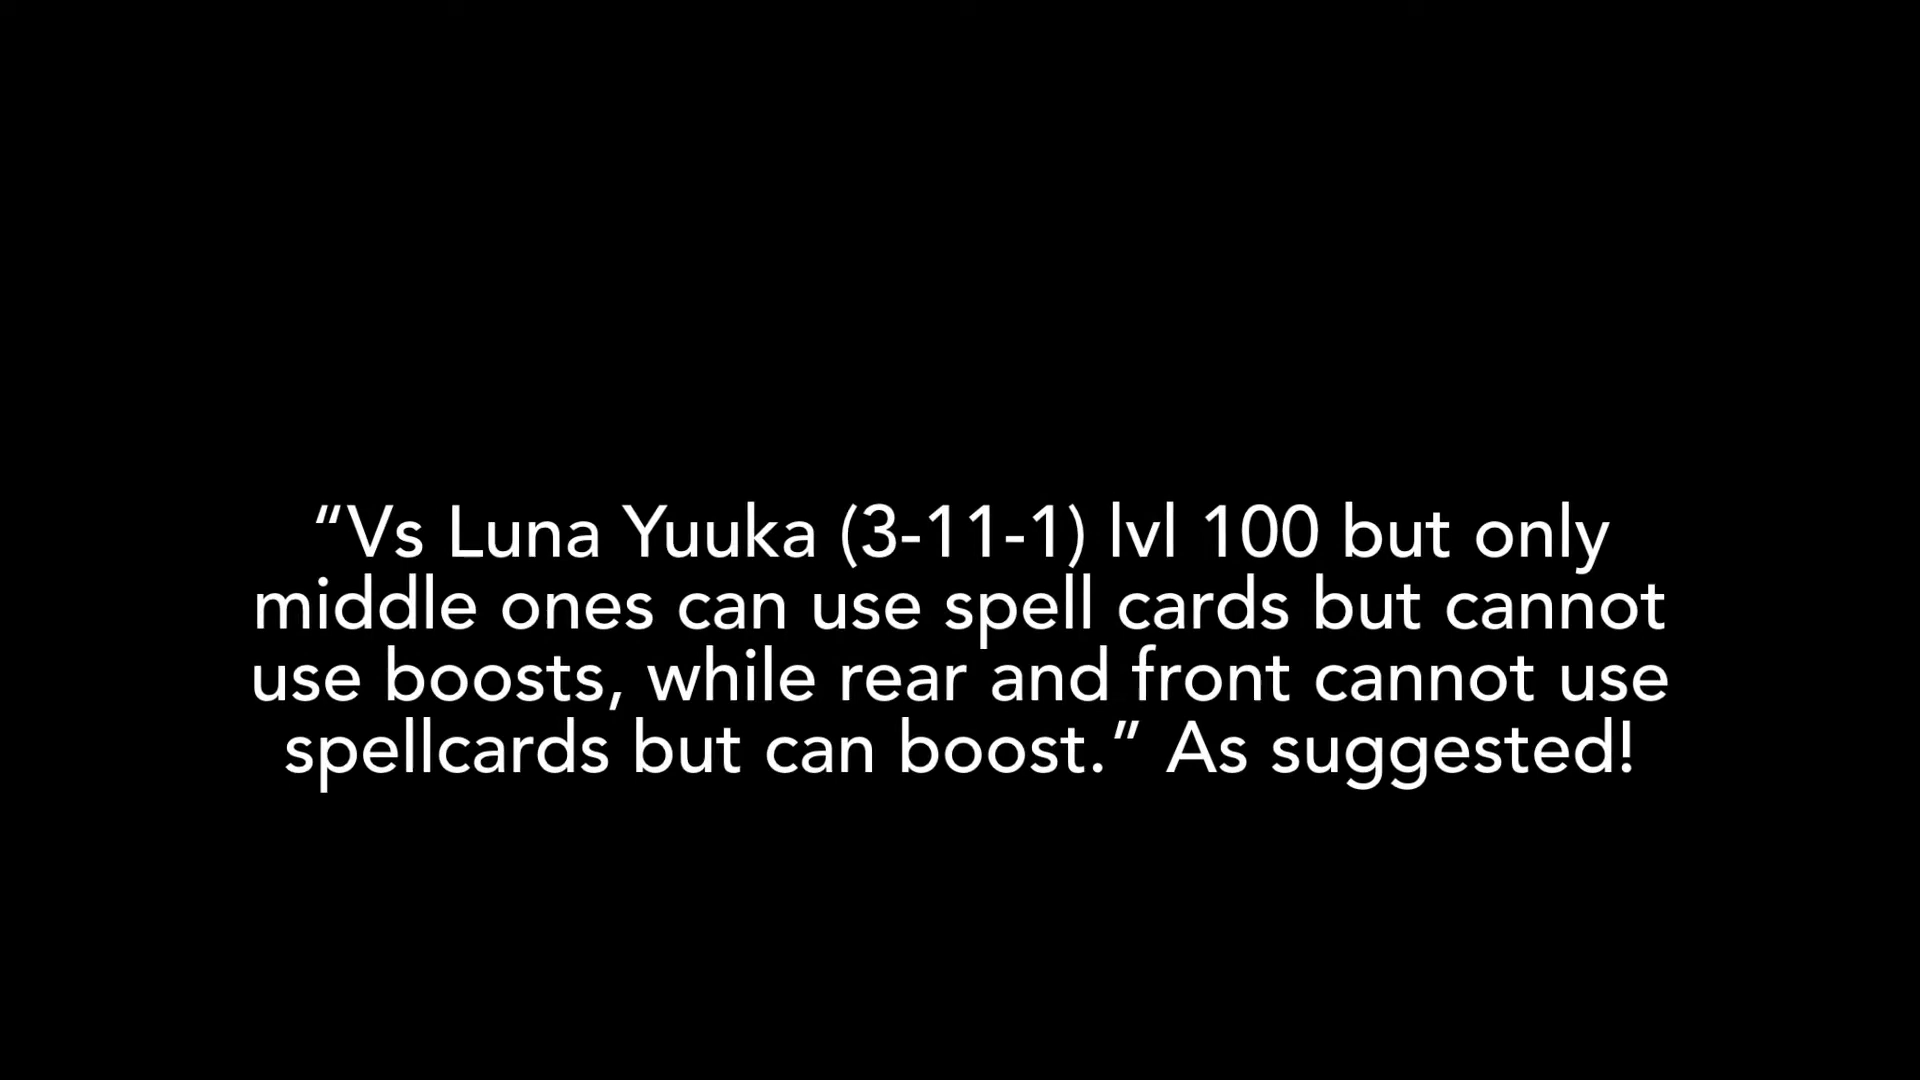 “Vs Luna Yuuka (3-11-1) lvl 100 but only
middle ones can use spell cards but cannot
use boosts, while rear and front cannot use
spellcards but can boost.” As suggested!